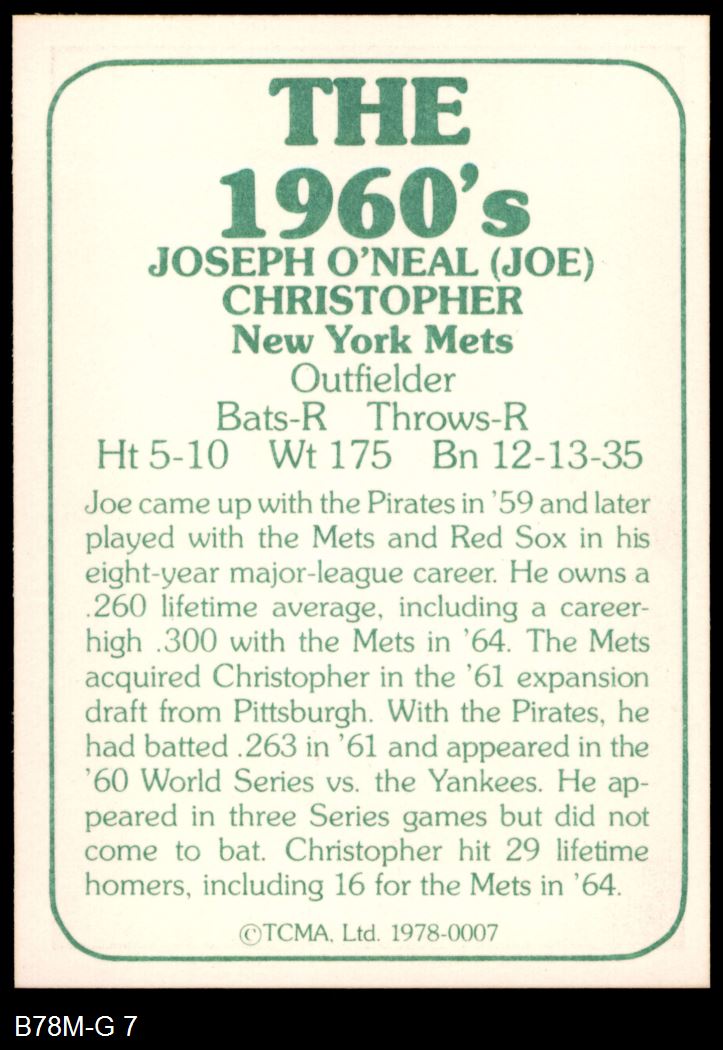 THE
1960's
JOSEPH O'NEAL (JOE)
CHRISTOPHER
New York Mets
Outfielder
Bats-R Throws-R
Ht 5-10 Wt 175 Bn 12-13-35
Joe came up with the Pirates in '59 and later
played with the Mets and Red Sox in his
eight-year major-league career. He owns a
.260 lifetime average, including a career-
high .300 with the Mets in '64. The Mets
acquired Christopher in the '61 expansion
draft from Pittsburgh. With the Pirates, he
had batted .263 in '61 and appeared in the
'60 World Series vs. the Yankees. He ap-
peared in three Series games but did not
come to bat. Christopher hit 29 lifetime
homers, including 16 for the Mets in '64.
©TCMA, Ltd. 1978-0007
B78M-G 7